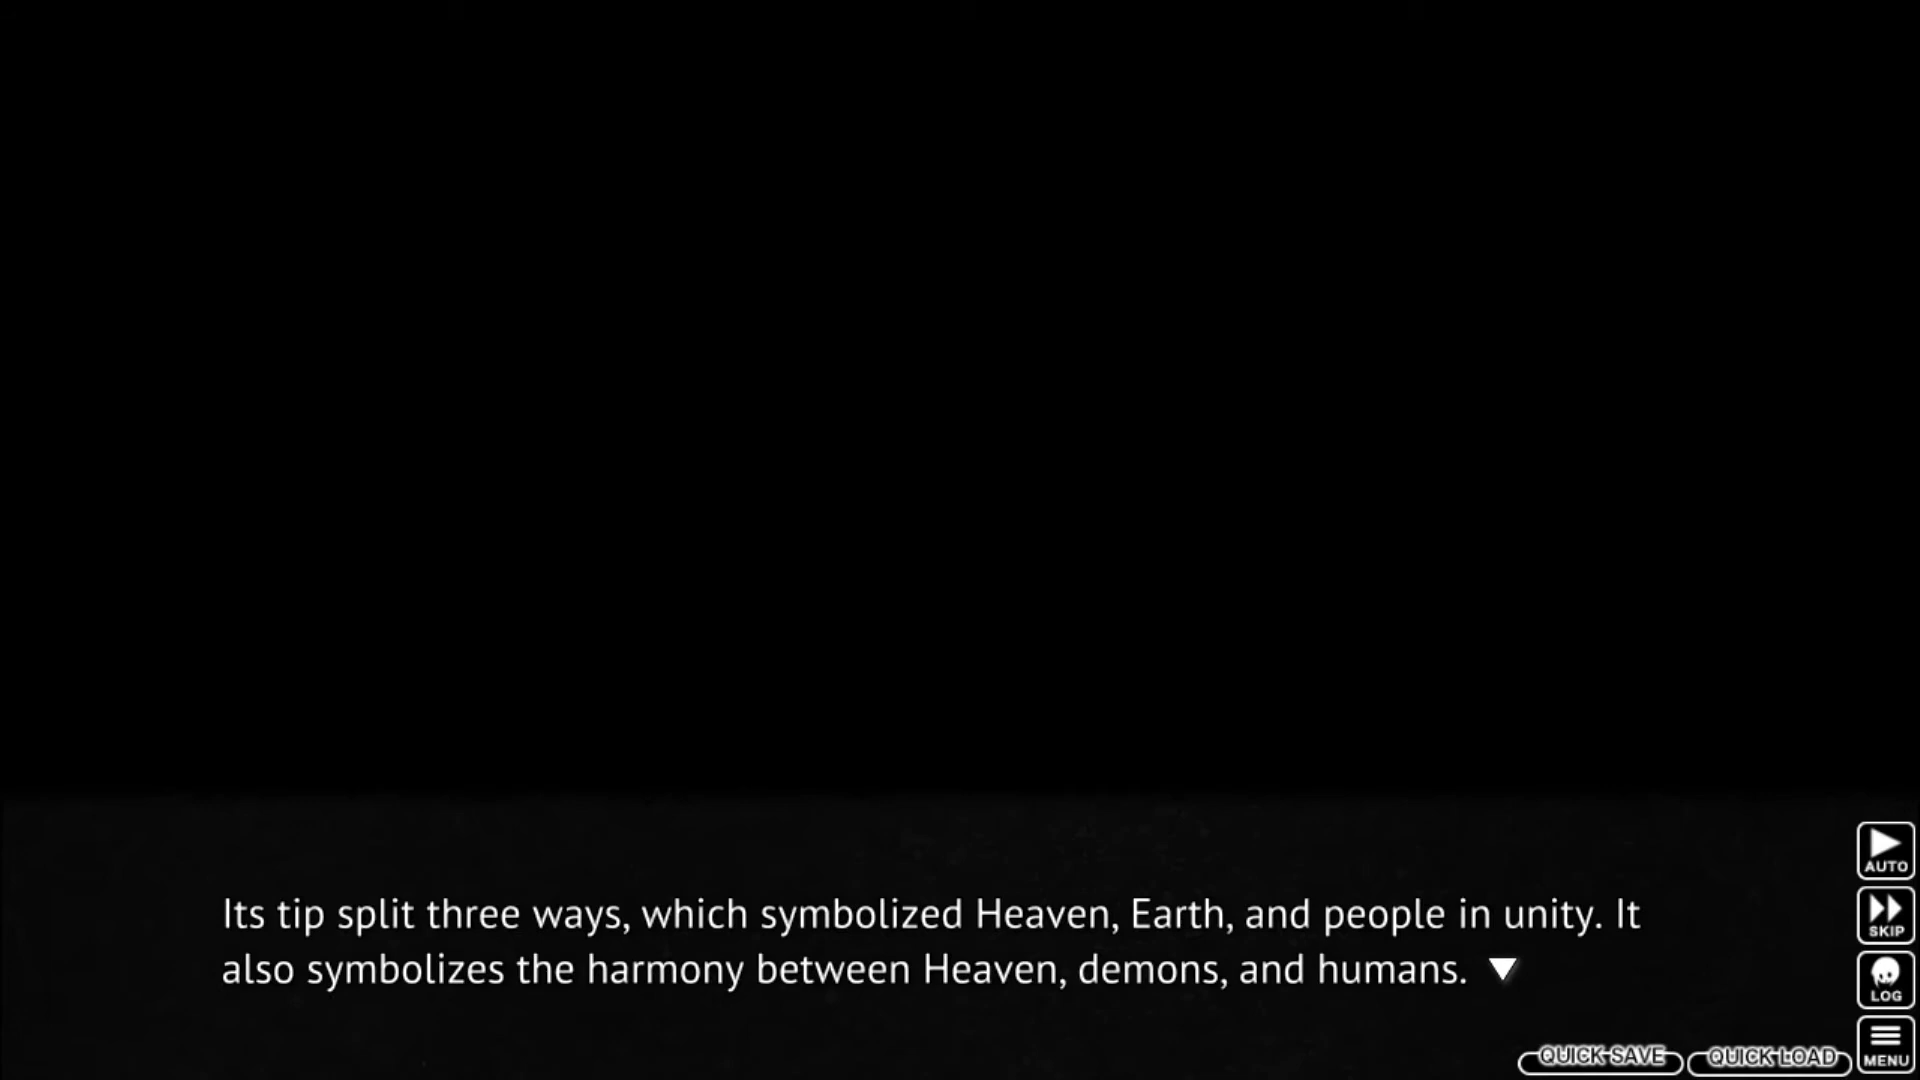 Its tip split three ways, which symbolized Heaven, Earth, and people in unity. It
also symbolizes the harmony between Heaven, demons, and humans.
AUTO
SKIP
LOG
MENU
QUICK SAVE QUICK LOAD